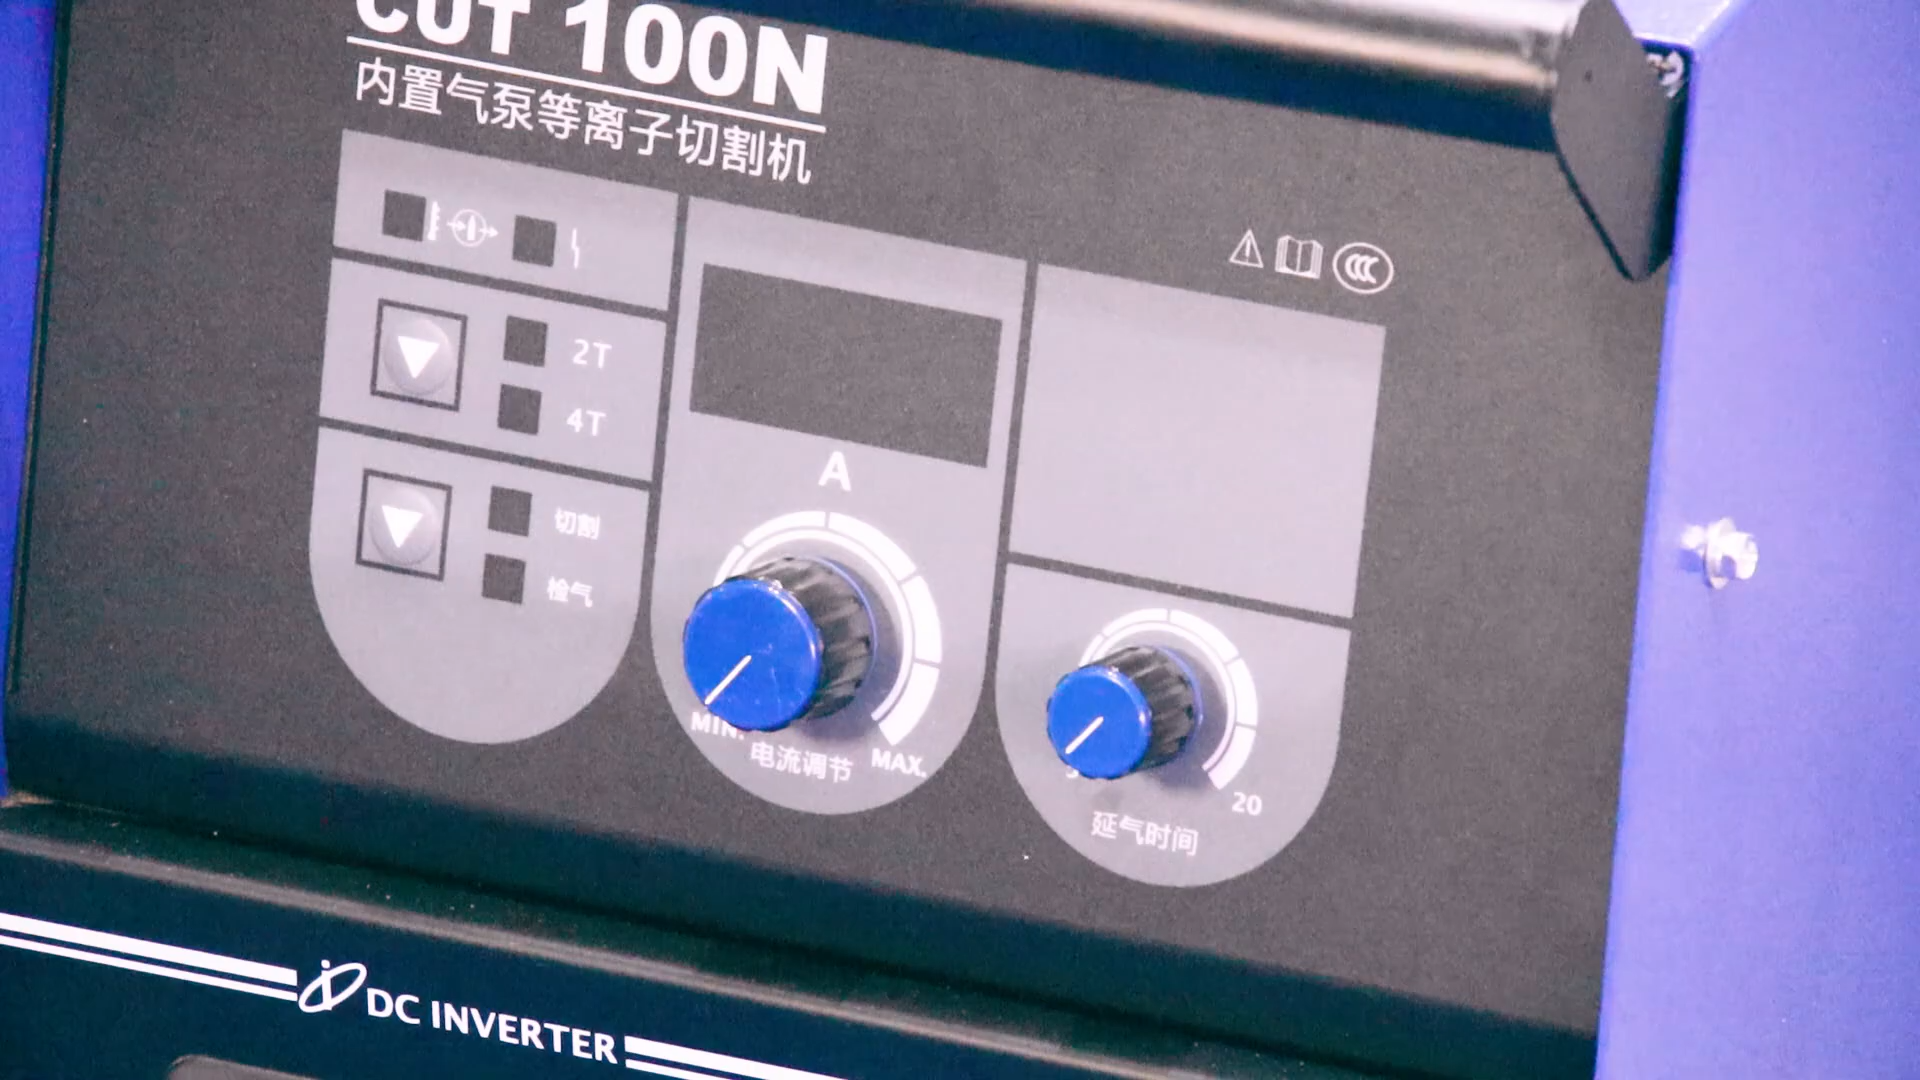 CUT 100N
内置气泵等离子切割机
2T
4T
切割
检气
A
MIN.
MAX.
电流调节
20
延气时间
DC INVERTER